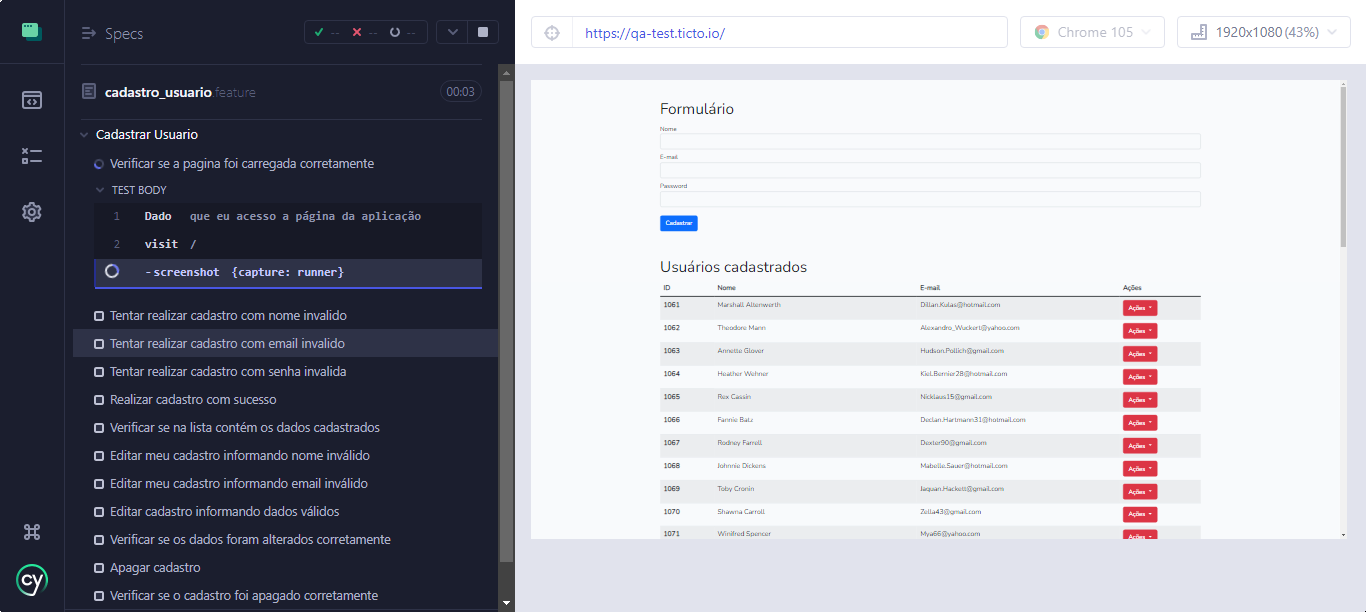 Specs
-- -- --
cadastro_usuario.feature 00:03
Cadastrar Usuario
Verificar se a pagina foi carregada corretamente
TEST BODY
1 Dado que eu acesso a página da aplicação
2 visit /
-screenshot {capture: runner}
Tentar realizar cadastro com nome invalido
Tentar realizar cadastro com email invalido
Tentar realizar cadastro com senha invalida
Realizar cadastro com sucesso
Verificar se na lista contém os dados cadastrados
Editar meu cadastro informando nome inválido
Editar meu cadastro informando email inválido
Editar cadastro informando dados válidos
Verificar se os dados foram alterados corretamente
Apagar cadastro
Verificar se o cadastro foi apagado corretamente
cy
https://qa-test.ticto.io/
Chrome 105
1920x1080 (43%)
Formulário
Nome
E-mail
Password
Cadastrar
Usuários cadastrados
ID Nome E-mail Ações
1061 Marshall Altenwerth Dillan.Kulas@hotmail.com Ações
1062 Theodore Mann Alexandro_Wuckert@yahoo.com Ações
1063 Annette Glover Hudson.Pollich@gmail.com Ações
1064 Heather Wehner Kiel.Bernier28@hotmail.com Ações
1065 Rex Cassin Nicklaus15@gmail.com Ações
1066 Fannie Batz Declan.Hartmann31@hotmail.com Ações
1067 Rodney Farrell Dexter90@gmail.com Ações
1068 Johnnie Dickens Mabelle.Sauer@hotmail.com Ações
1069 Toby Cronin Jaquan.Hackett@gmail.com Ações
1070 Shawna Carroll Zella43@gmail.com Ações
1071 Winifred Spencer Mya66@yahoo.com Ações